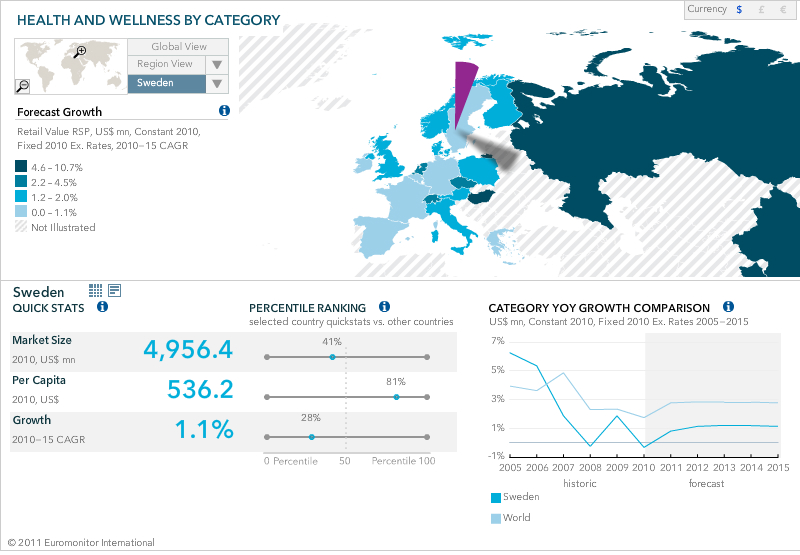 Currency $ £ €
HEALTH AND WELLNESS BY CATEGORY
Global View
Region View
Sweden
Forecast Growth
Retail Value RSP, US$ mn, Constant 2010,
Fixed 2010 Ex. Rates, 2010-15 CAGR
4.6 - 10.7%
2.2 - 4.5%
1.2 - 2.0%
0.0 - 1.1%
Not Illustrated
Sweden
QUICK STATS
Market Size
2010, US$ mn
4,956.4
Per Capita
2010, US$
536.2
Growth
2010-15 CAGR
1.1%
PERCENTILE RANKING
selected country quickstats vs. other countries
41%
81%
28%
0 Percentile 50 Percentile 100
CATEGORY YOY GROWTH COMPARISON
US$ mn, Constant 2010, Fixed 2010 Ex. Rates 2005-2015
7%
5%
3%
1%
-1%
2005 2006 2007 2008 2009 2010 2011 2012 2013 2014 2015
historic forecast
Sweden
World
© 2011 Euromonitor International